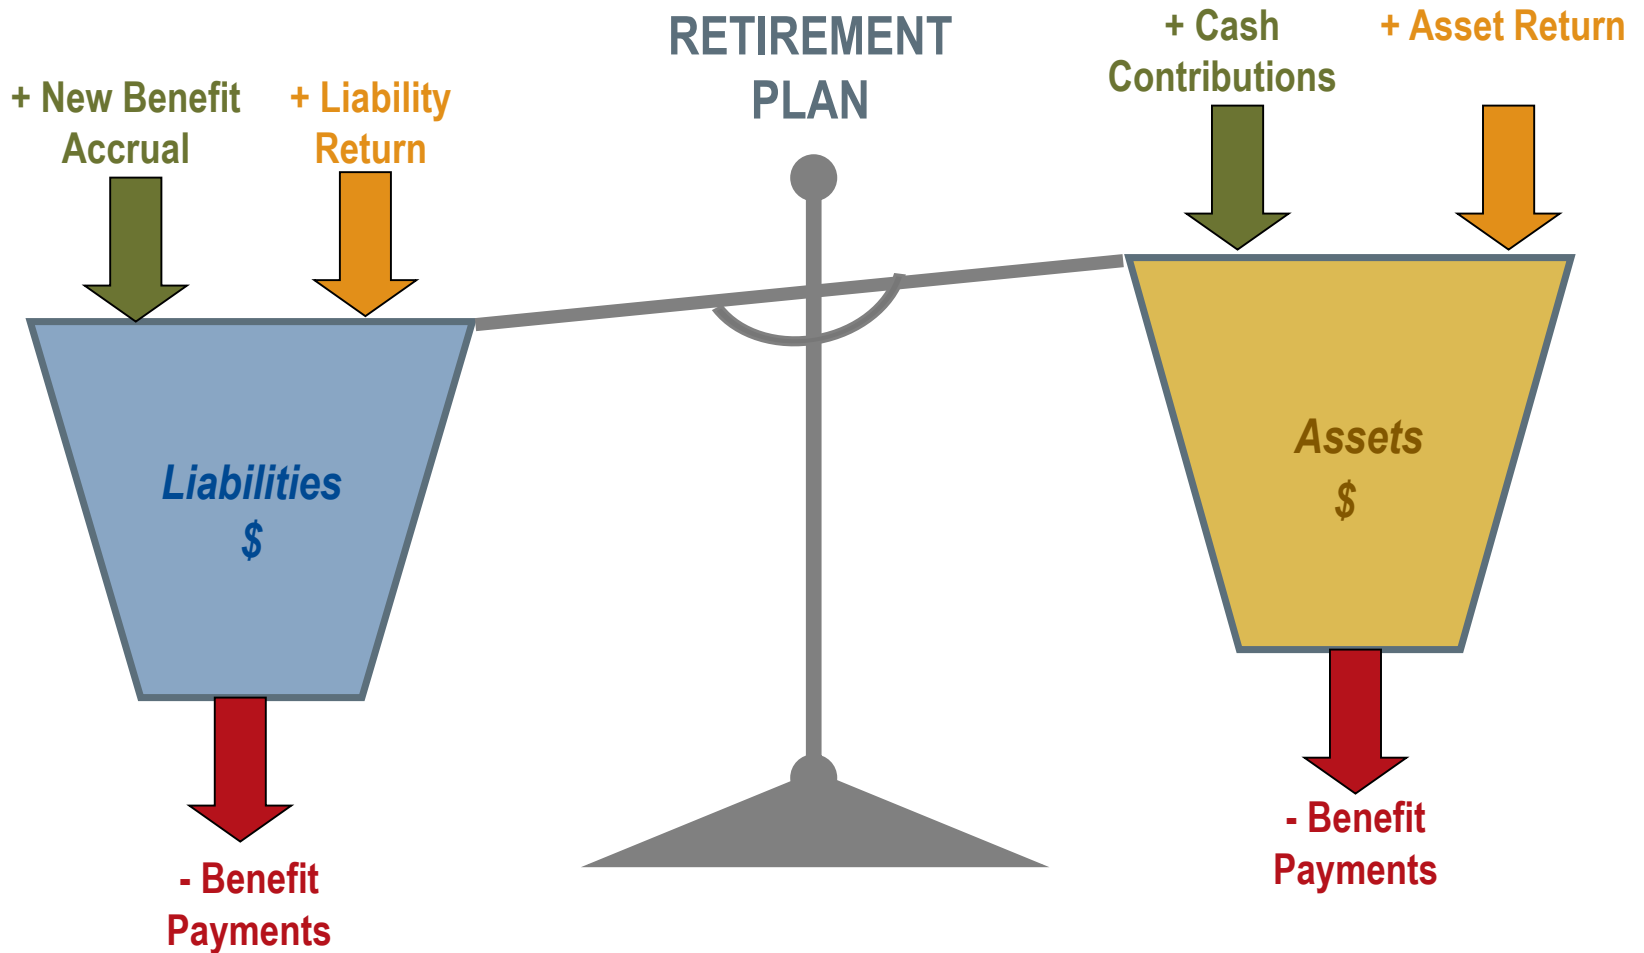 RETIREMENT
PLAN
+ New Benefit
Accrual
+ Liability
Return
+ Cash
Contributions
+ Asset Return
Liabilities
$
Assets
$
- Benefit
Payments
- Benefit
Payments